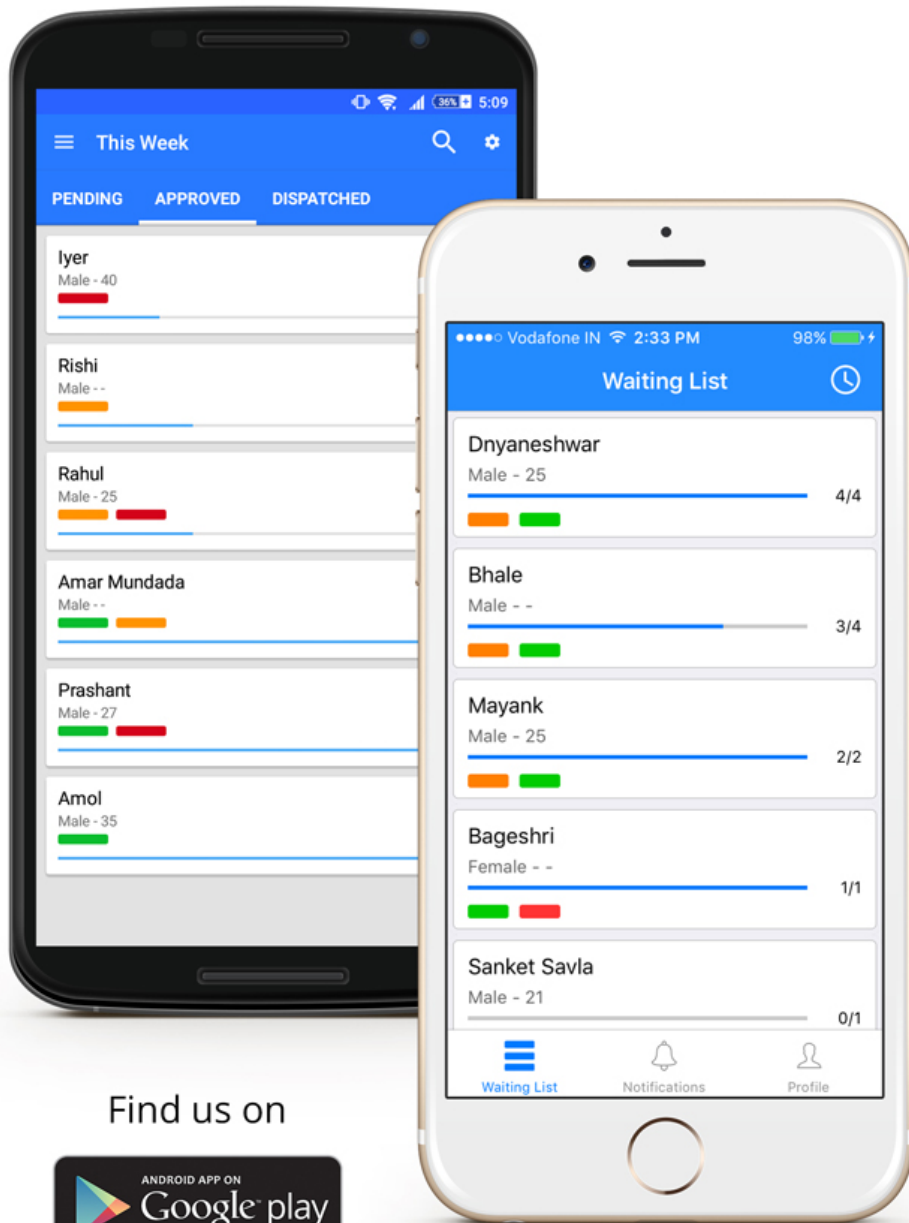 36% 5:09
This Week
PENDING APPROVED DISPATCHED
Iyer
Male - 40
Rishi
Male - -
Rahul
Male - 25
Amar Mundada
Male - -
Prashant
Male - 27
Amol
Male - 35
Vodafone IN 2:33 PM 98%
Waiting List
Dnyaneshwar
Male - 25
4/4
Bhale
Male - -
3/4
Mayank
Male - 25
2/2
Bageshri
Female - -
1/1
Sanket Savla
Male - 21
0/1
Waiting List Notifications Profile
Find us on
ANDROID APP ON
Google play